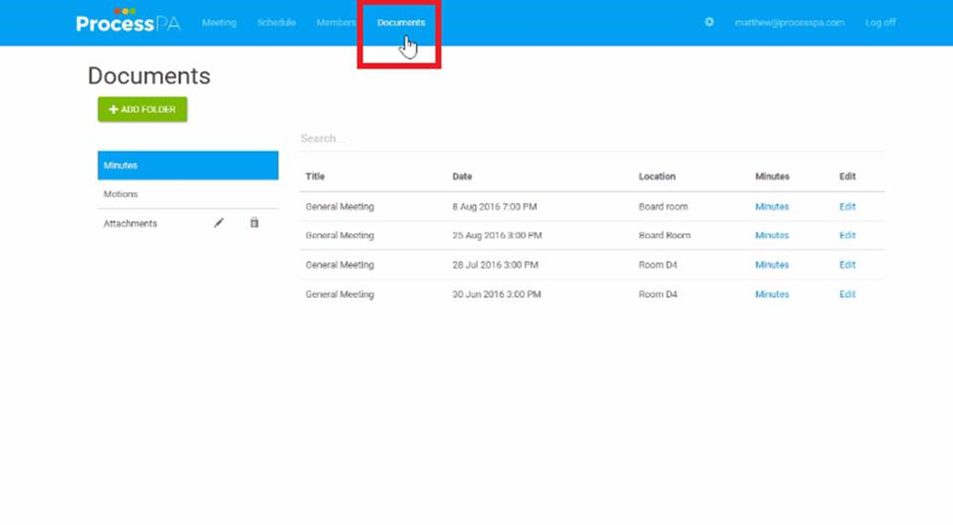 ProcessPA Meeting Schedule Members Documents matthew@processpa.com Log off
Documents
+ ADD FOLDER
Search...
Minutes
Motions
Attachments
Title Date Location Minutes Edit
General Meeting 8 Aug 2016 7:00 PM Board room Minutes Edit
General Meeting 25 Aug 2016 3:00 PM Board Room Minutes Edit
General Meeting 28 Jul 2016 3:00 PM Room D4 Minutes Edit
General Meeting 30 Jun 2016 3:00 PM Room D4 Minutes Edit